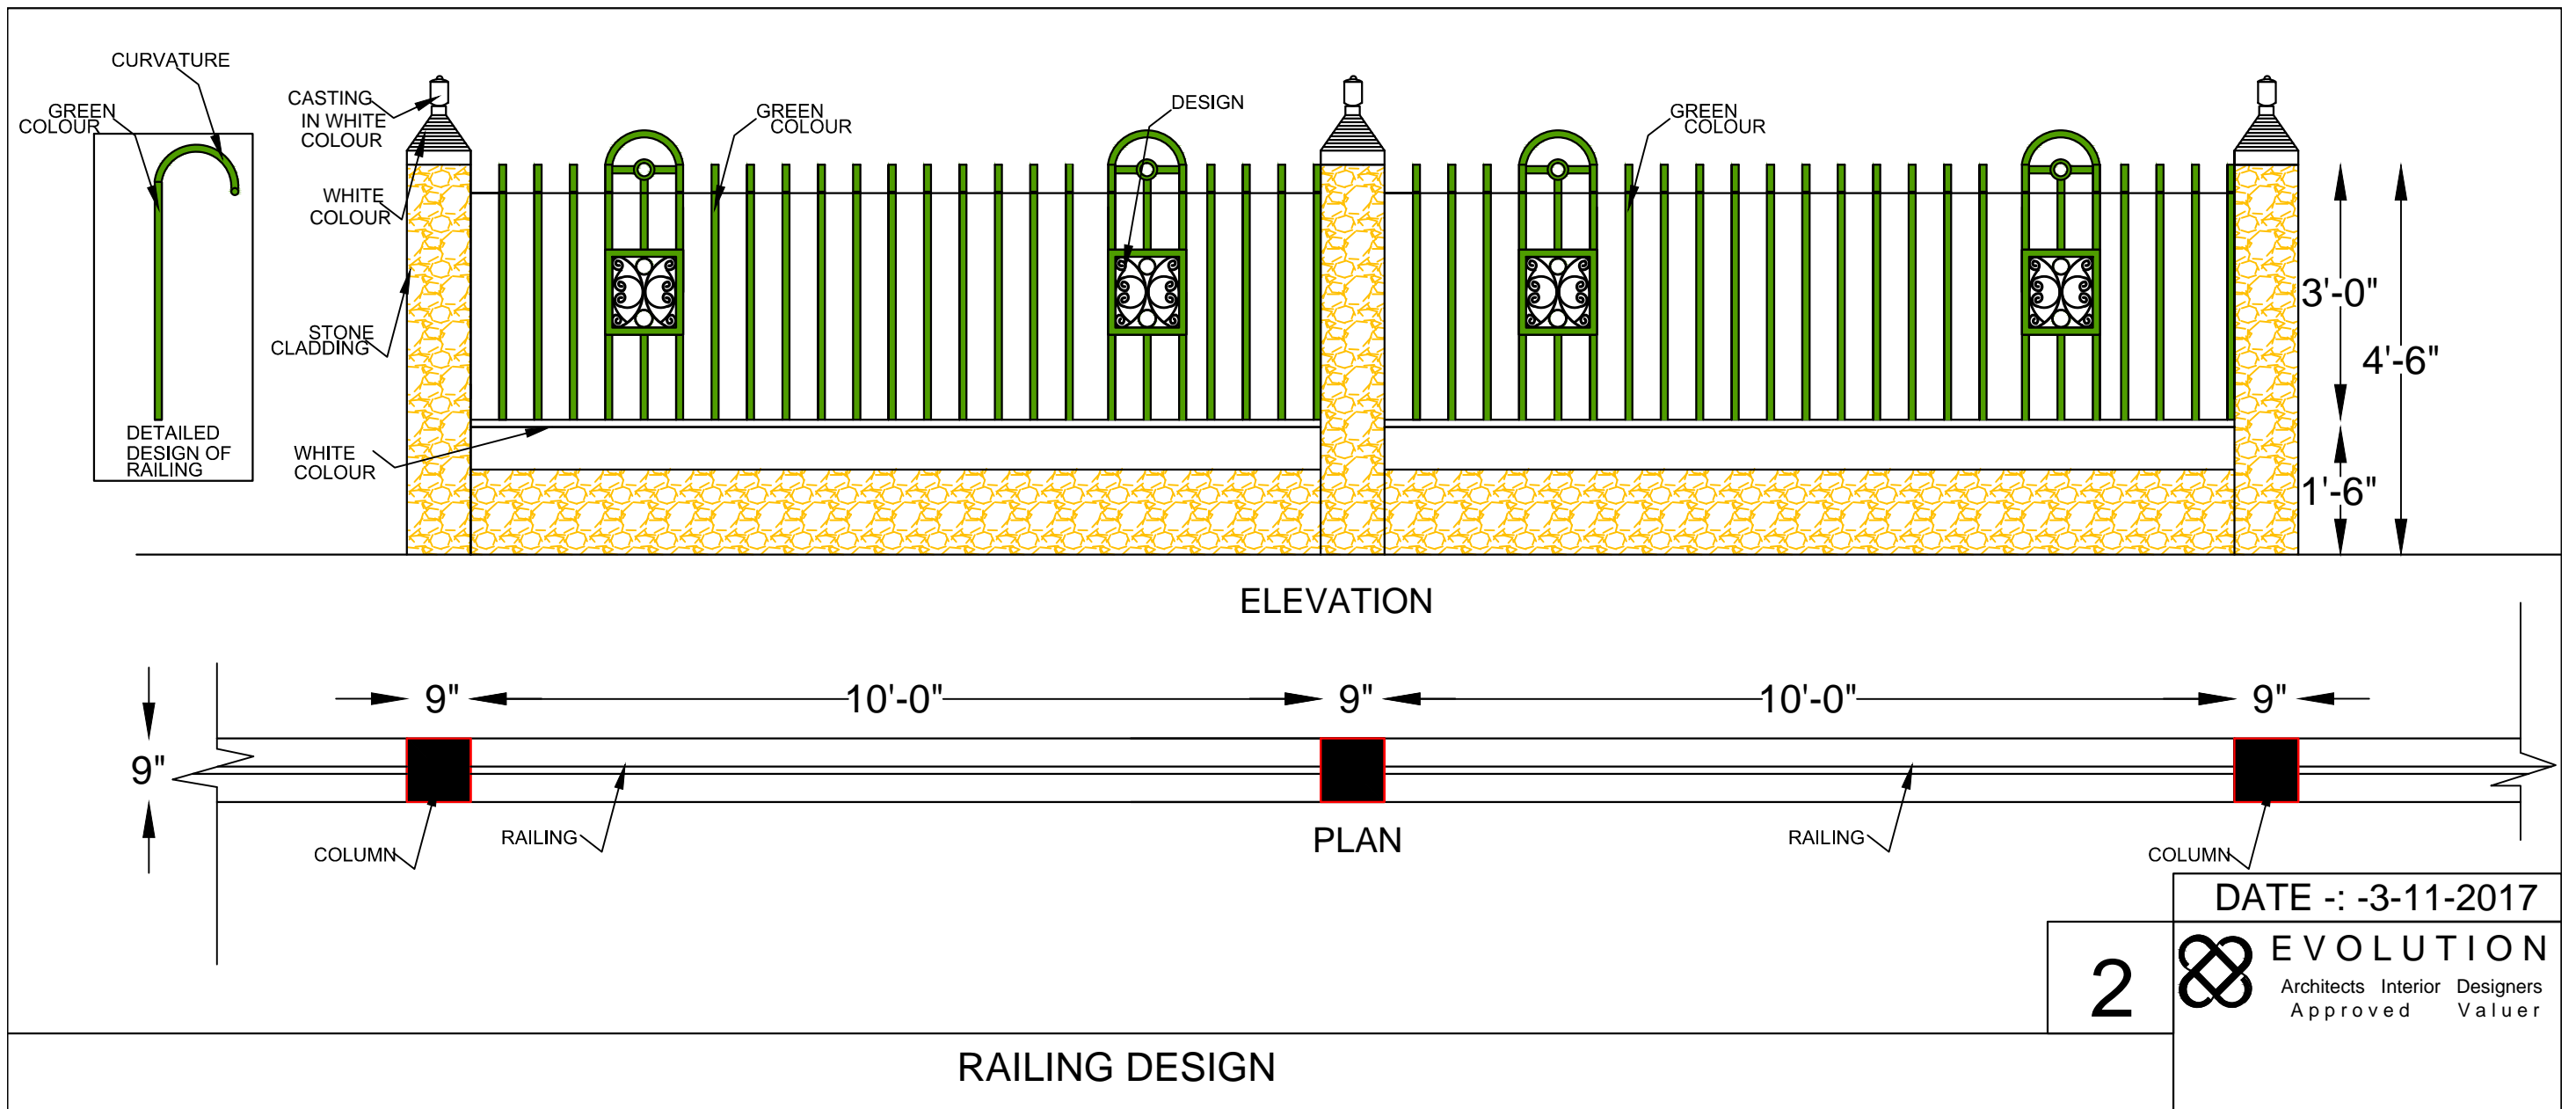 CURVATURE
GREEN
COLOUR
DETAILED
DESIGN OF
RAILING
CASTING
IN WHITE
COLOUR
WHITE
COLOUR
STONE
CLADDING
WHITE
COLOUR
GREEN
COLOUR
DESIGN
GREEN
COLOUR
3'-0"
4'-6"
1'-6"
ELEVATION
9" 10'-0" 9" 10'-0" 9"
9"
COLUMN
RAILING
PLAN
RAILING
COLUMN
DATE -: -3-11-2017
2
EVOLUTION
Architects Interior Designers
Approved Valuer
RAILING DESIGN